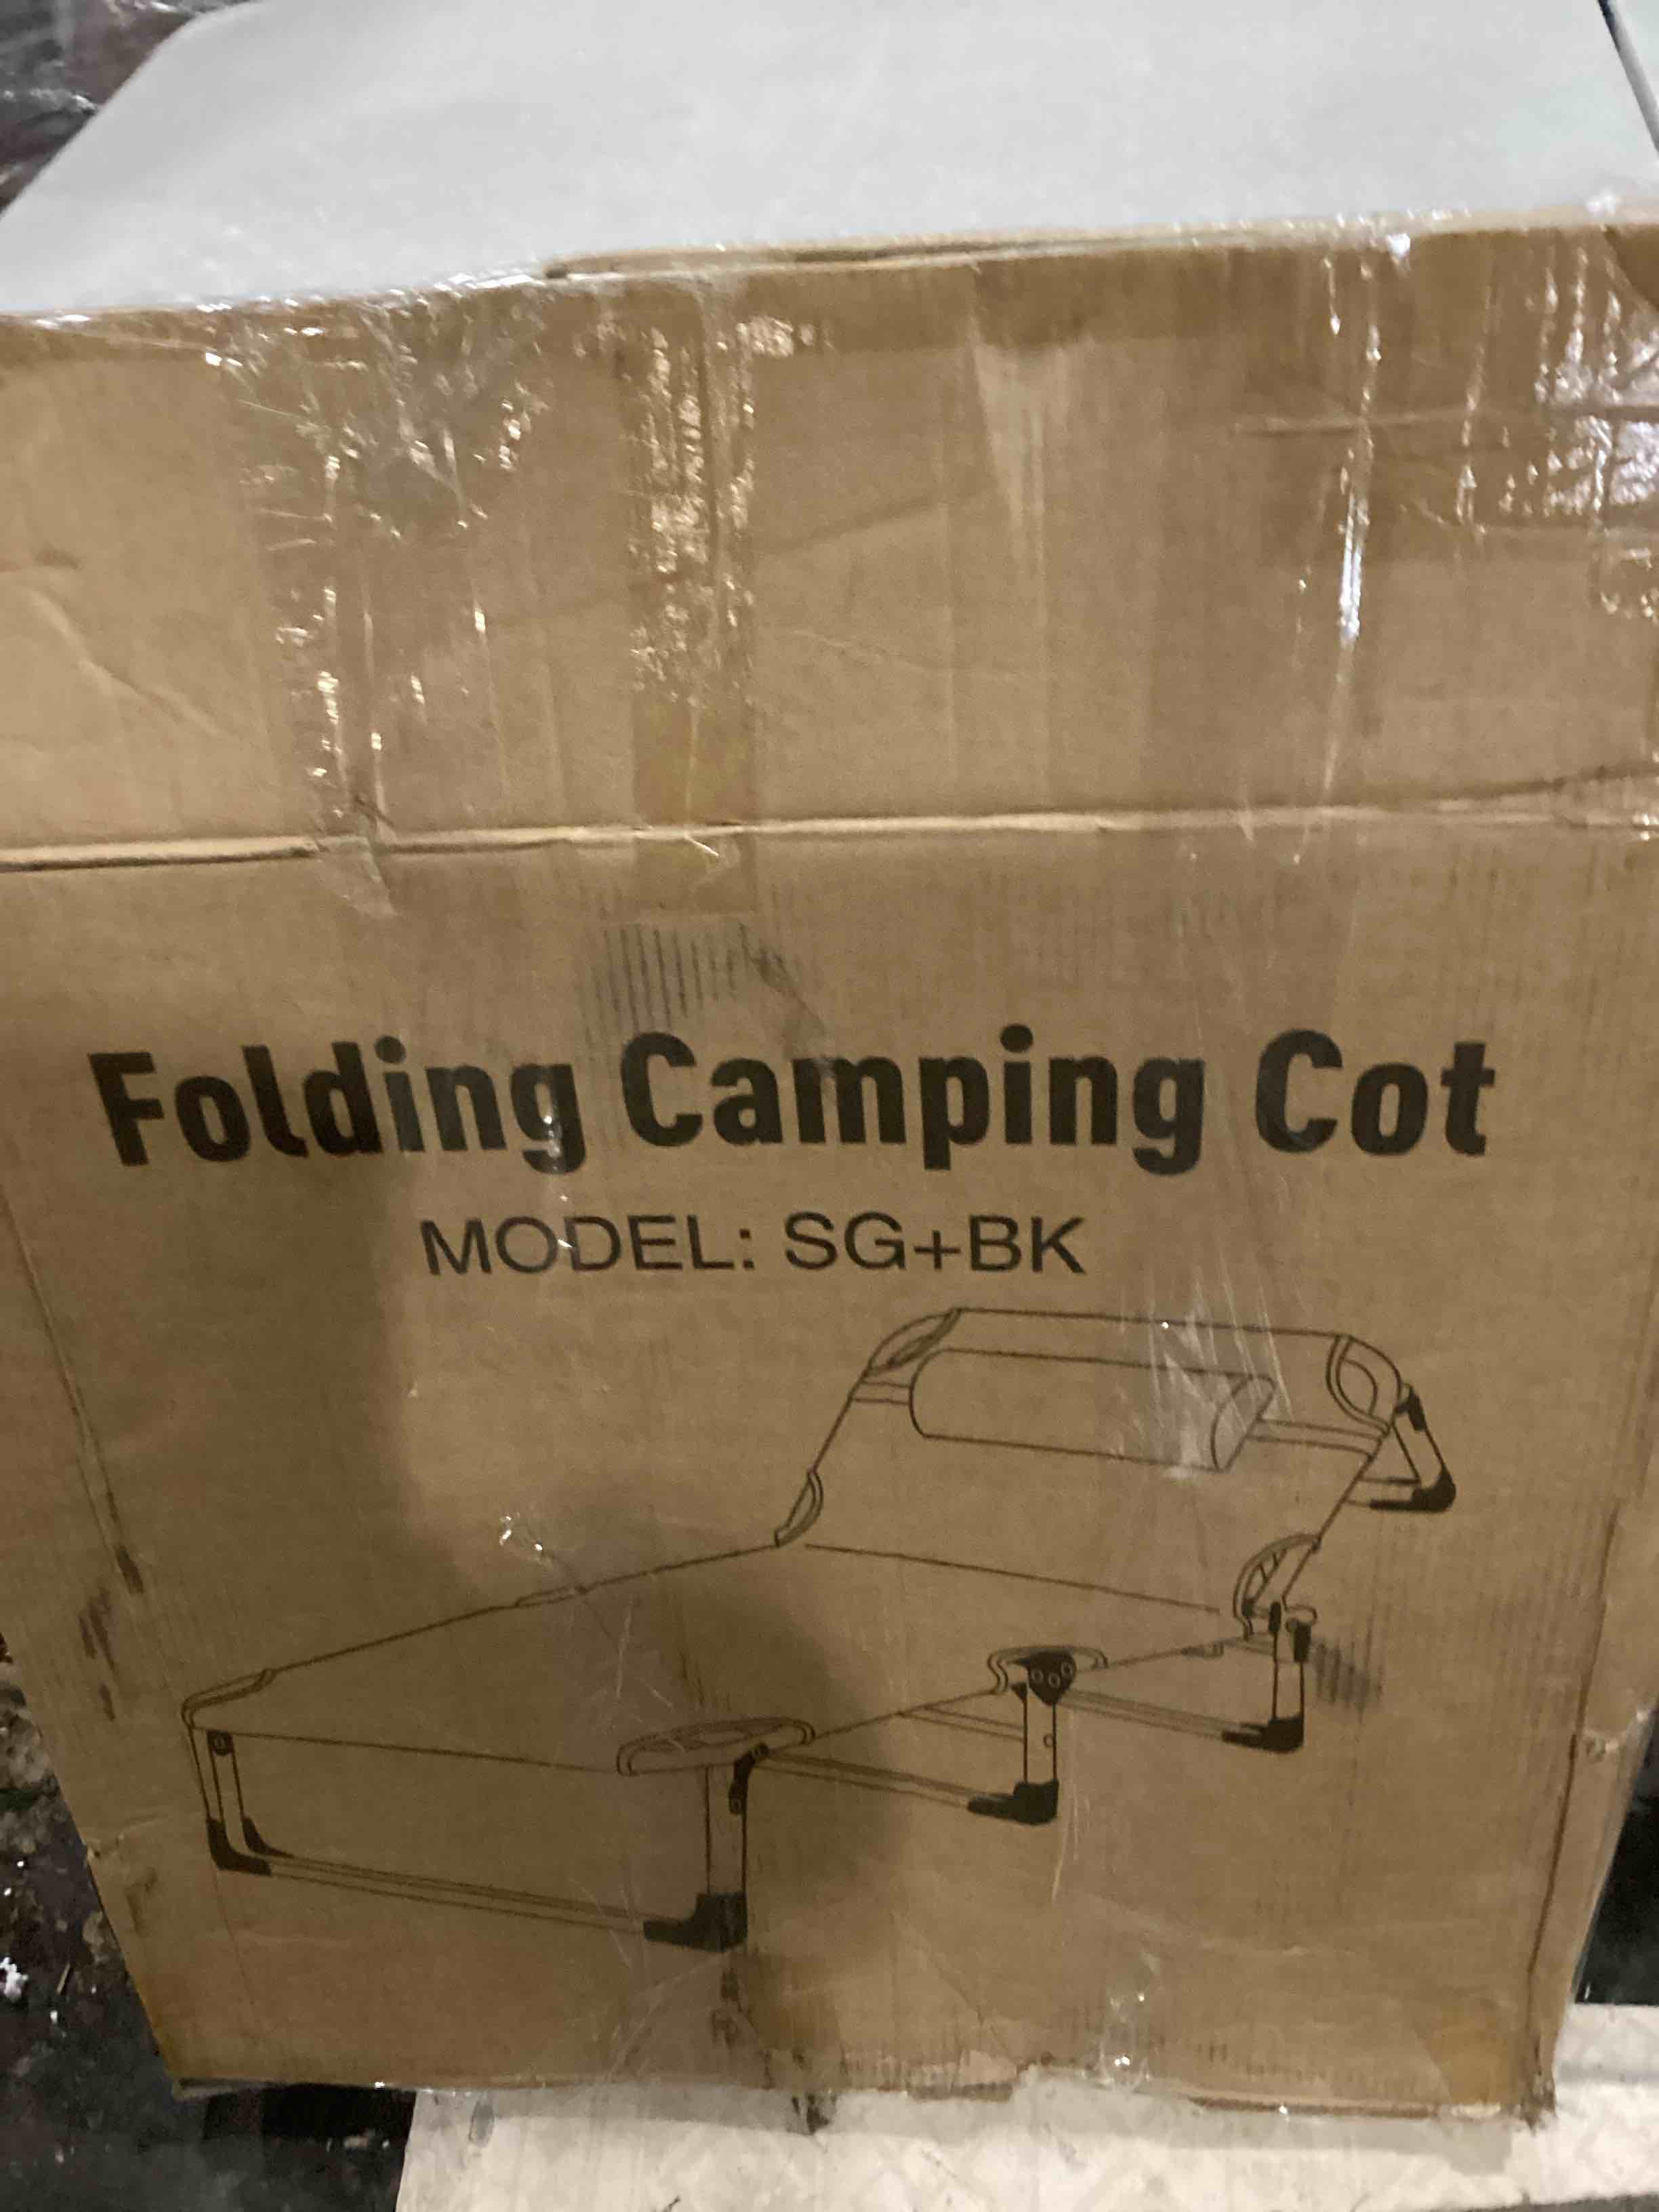 Folding Camping Cot
MODEL: SG+BK